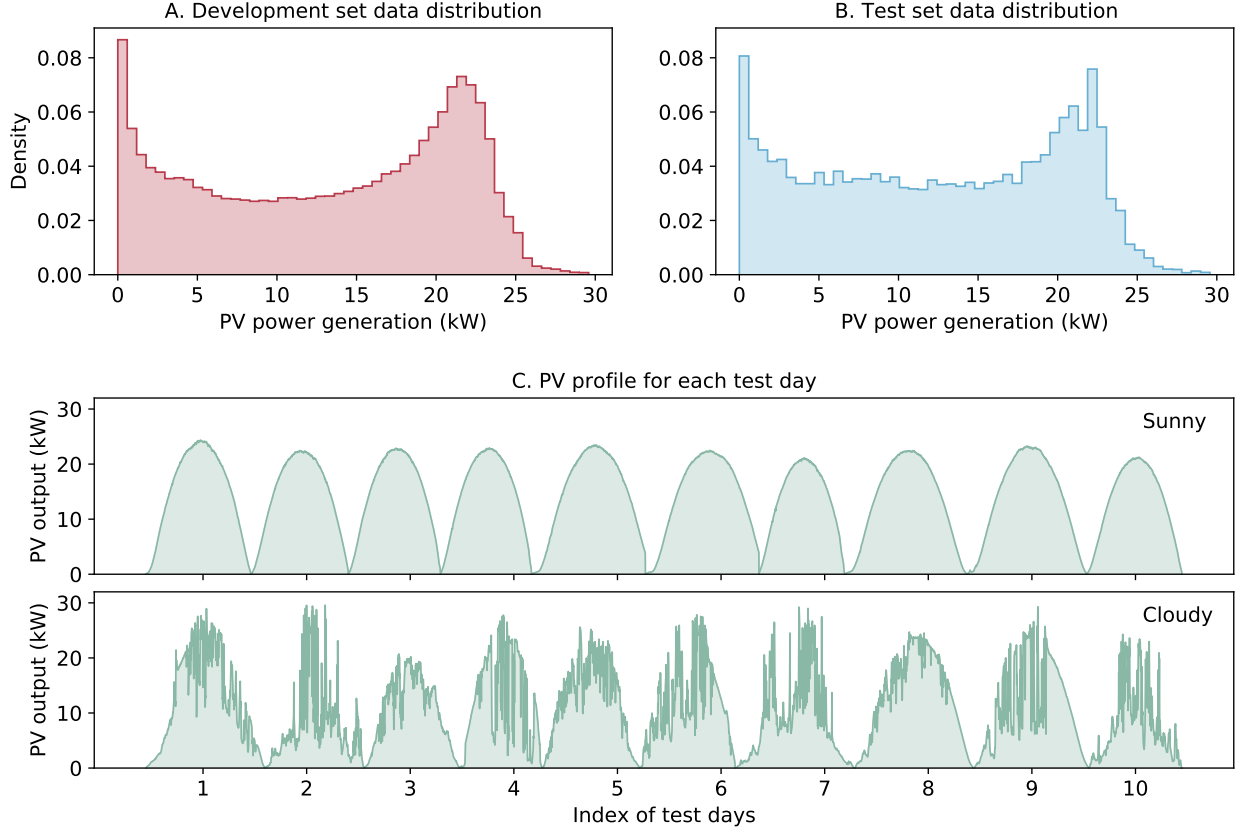 A. Development set data distribution
B. Test set data distribution
Density
0.08
0.06
0.04
0.02
0.00
0 5 10 15 20 25 30
PV power generation (kW)
0.08
0.06
0.04
0.02
0.00
0 5 10 15 20 25 30
PV power generation (kW)
C. PV profile for each test day
PV output (kW)
30
20
10
0
Sunny
PV output (kW)
30
20
10
0
Cloudy
1 2 3 4 5 6 7 8 9 10
Index of test days